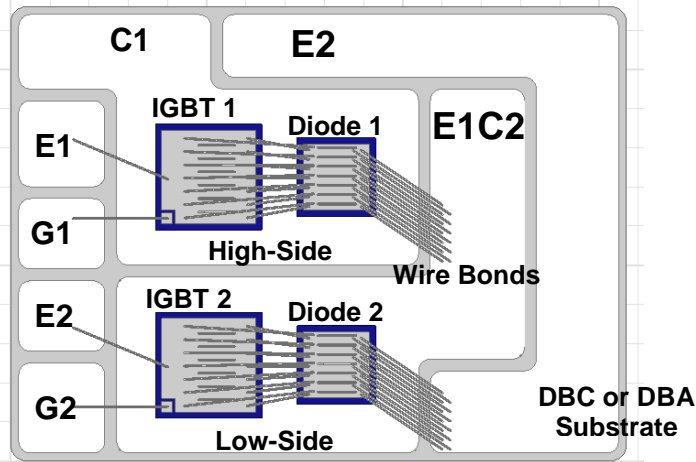 C1
E2
IGBT 1
Diode 1
E1
E1C2
G1
High-Side
Wire Bonds
IGBT 2
Diode 2
E2
G2
DBC or DBA
Substrate
Low-Side